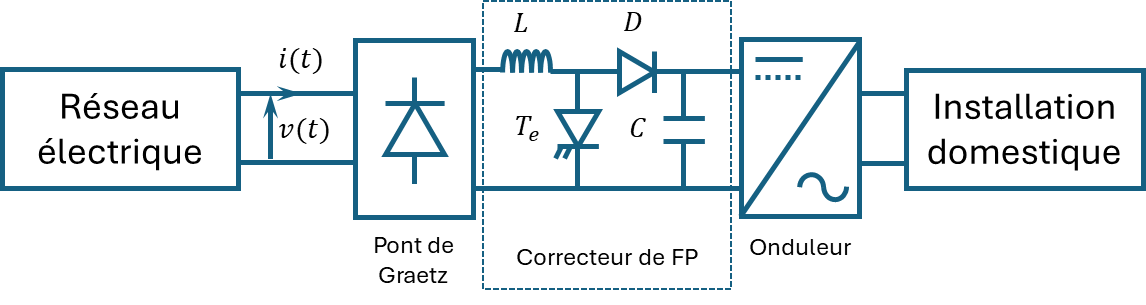 Réseau
électrique
i(t)
v(t)
Pont de
Graetz
L
D
T_e
C
Correcteur de FP
Onduleur
Installation
domestique